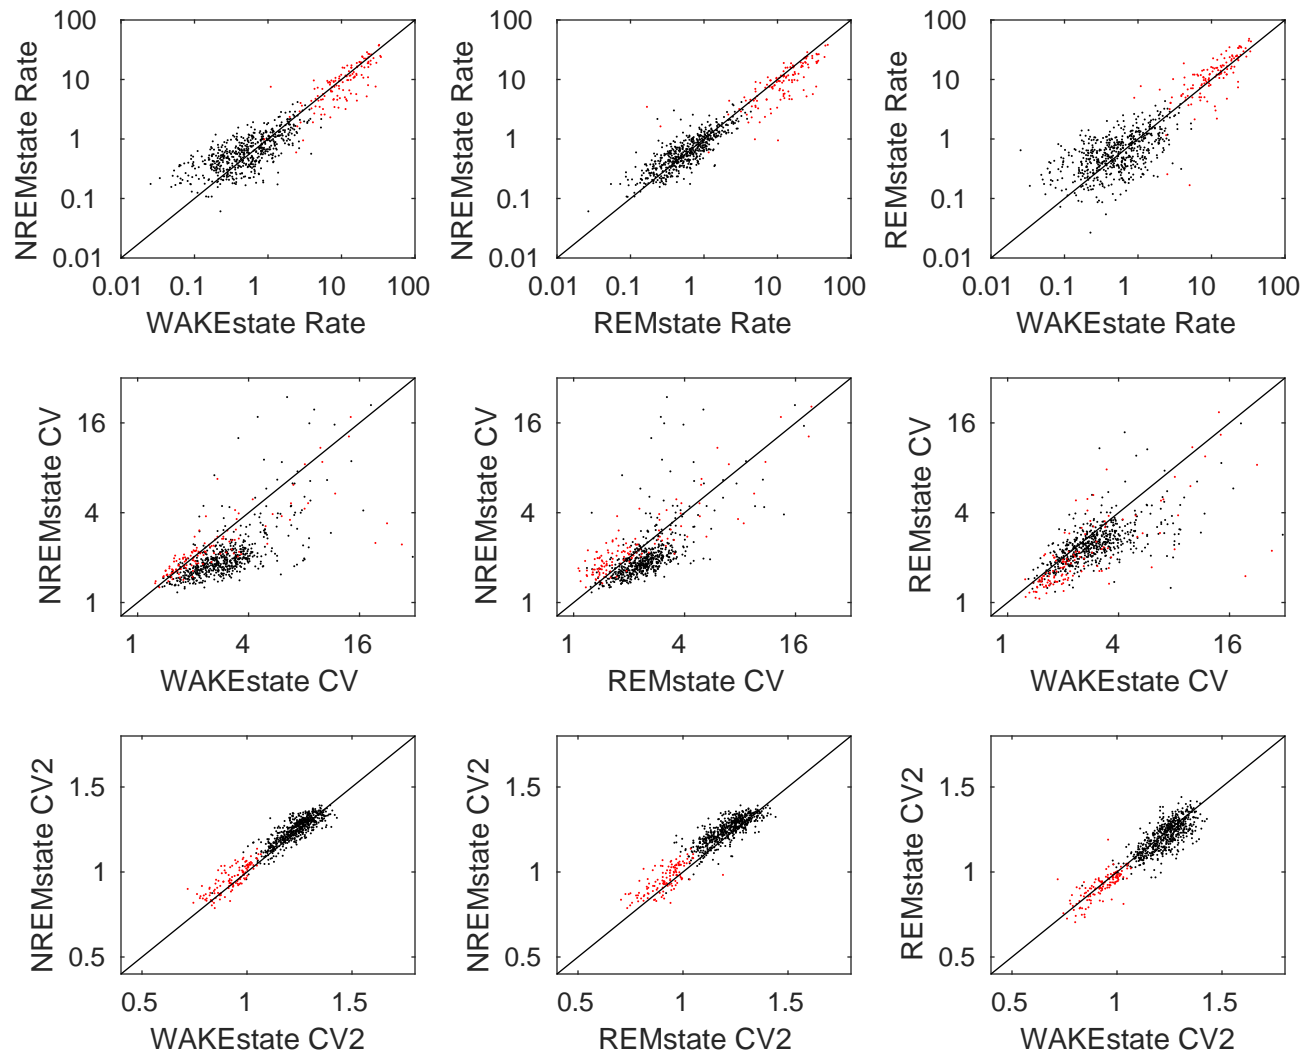 100
10
1
0.1
0.01
NREMstate Rate
0.01 0.1 1 10 100
WAKEstate Rate
100
10
1
0.1
0.01
NREMstate Rate
0.01 0.1 1 10 100
REMstate Rate
100
10
1
0.1
0.01
REMstate Rate
0.01 0.1 1 10 100
WAKEstate Rate
16
4
1
NREMstate CV
1 4 16
WAKEstate CV
16
4
1
NREMstate CV
1 4 16
REMstate CV
16
4
1
REMstate CV
1 4 16
WAKEstate CV
1.5
1
0.5
NREMstate CV2
0.5 1 1.5
WAKEstate CV2
1.5
1
0.5
NREMstate CV2
0.5 1 1.5
REMstate CV2
1.5
1
0.5
REMstate CV2
0.5 1 1.5
WAKEstate CV2